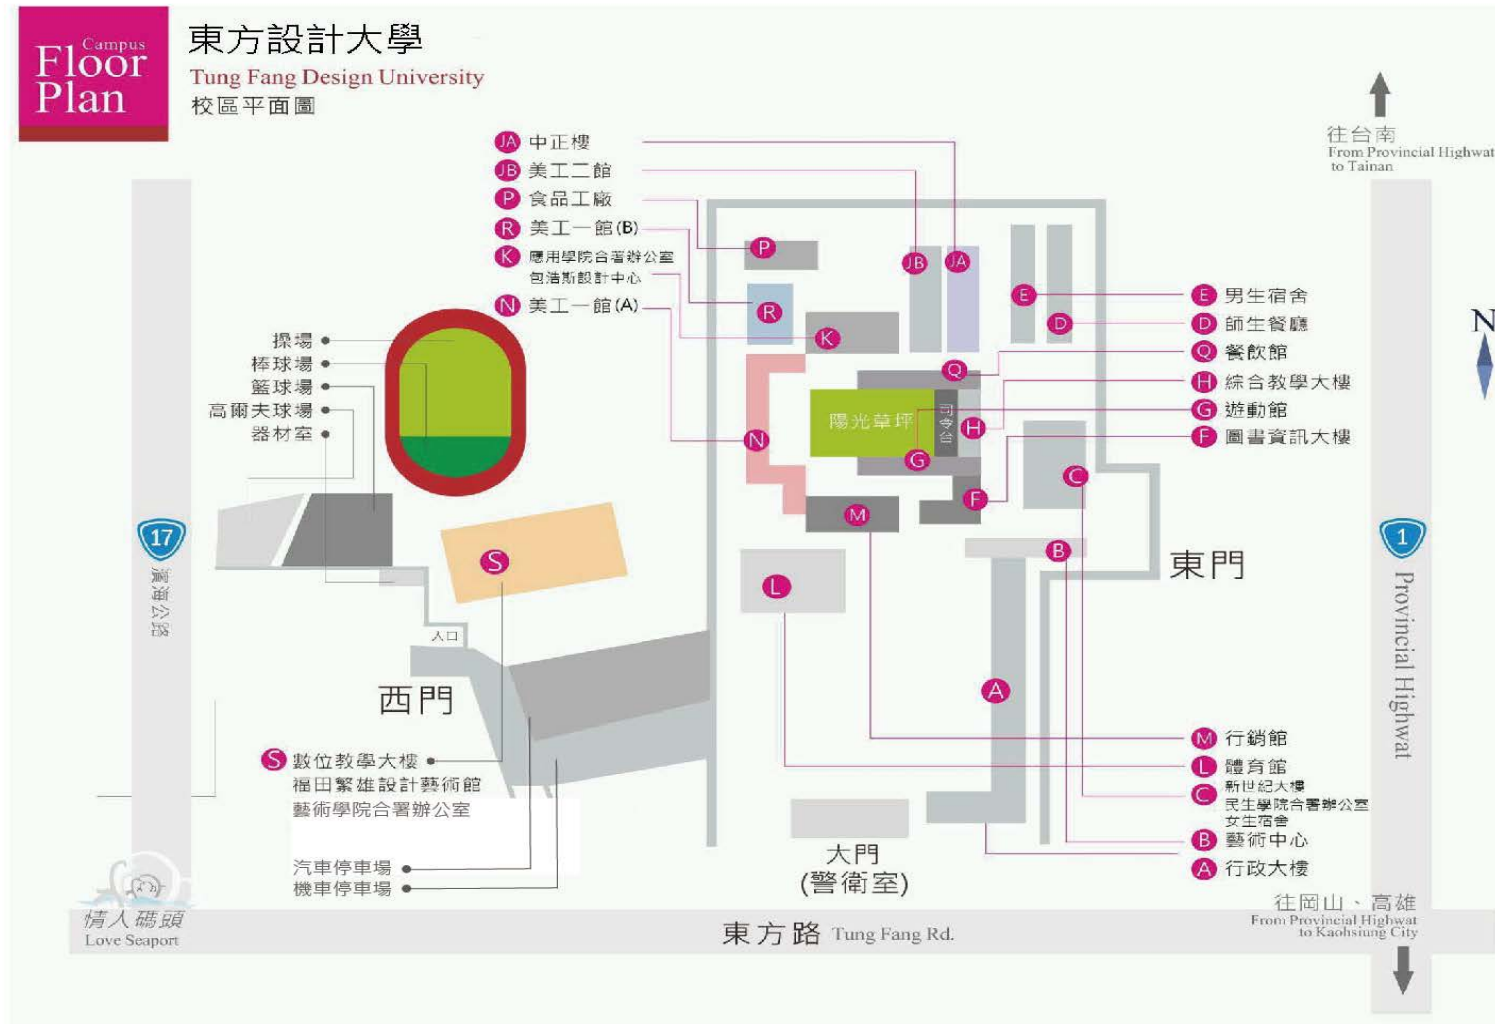 Campus
Floor
Plan
東方設計大學
Tung Fang Design University
校區平面圖
往台南
From Provincial Highwat
to Tainan
JA 中正樓
JB 美工二館
P 食品工廠
R 美工一館(B)
K 應用學院合署辦公室
包浩斯設計中心
N 美工一館(A)
P
JB
JA
R
K
E
D
Q
N
陽光草坪
司令台
H
G
F
C
M
B
L
A
S
E 男生宿舍
D 師生餐廳
Q 餐飲館
H 綜合教學大樓
G 遊動館
F 圖書資訊大樓
N
操場
棒球場
籃球場
高爾夫球場
器材室
17
濱海公路
1
Provincial Highwat
東門
入口
西門
S 數位教學大樓
福田繁雄設計藝術館
藝術學院合署辦公室
汽車停車場
機車停車場
M 行銷館
L 體育館
C 新世紀大樓
民生學院合署辦公室
女生宿舍
B 藝術中心
A 行政大樓
大門
(警衛室)
情人碼頭
Love Seaport
東方路 Tung Fang Rd.
往岡山、高雄
From Provincial Highwat
to Kaohsiung City